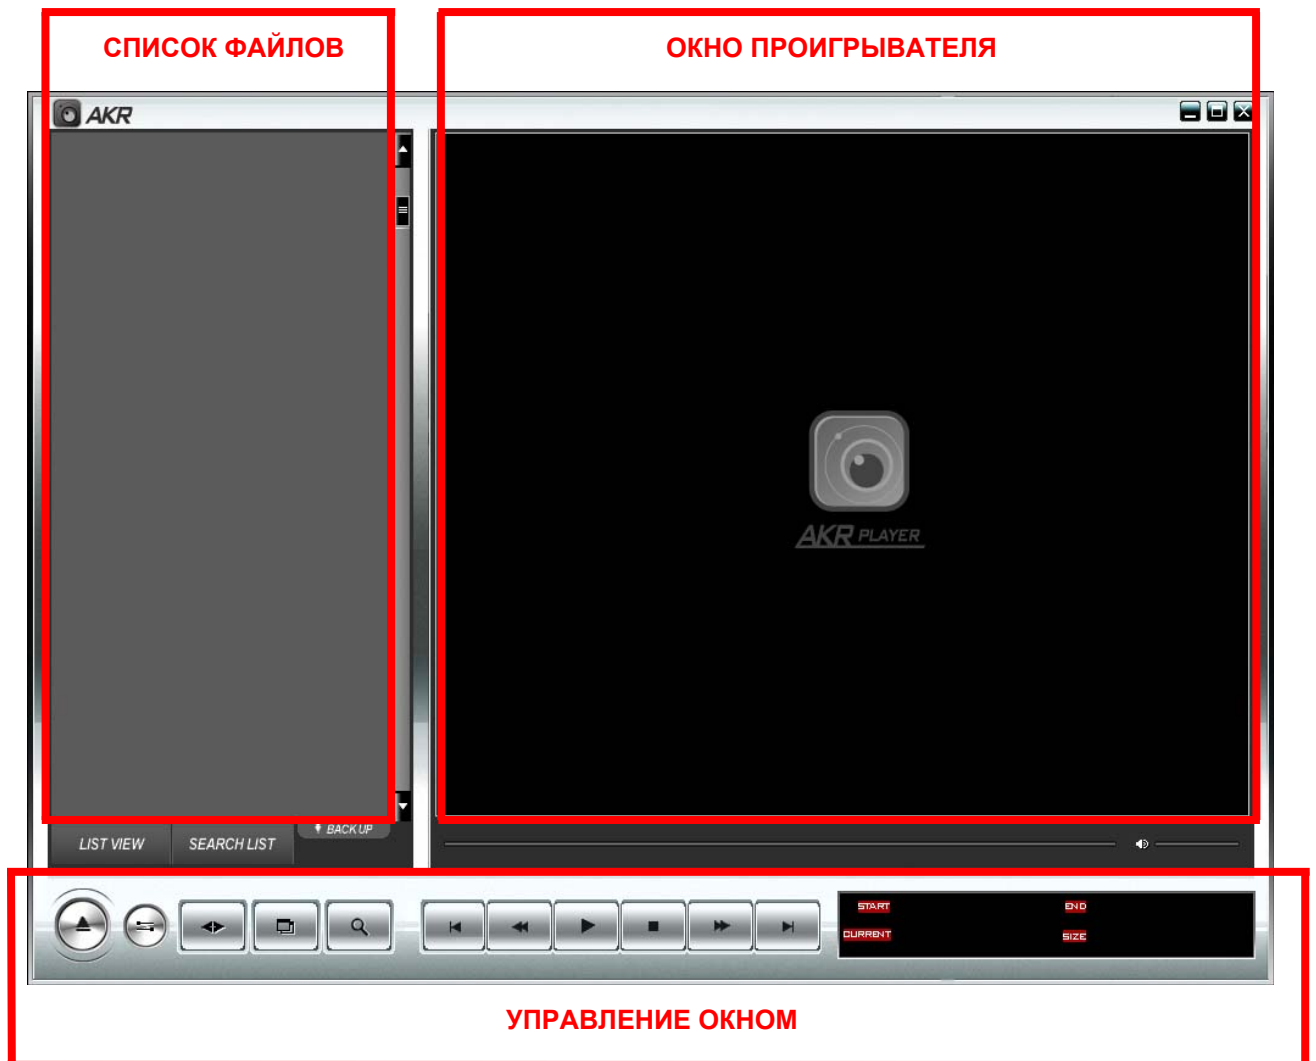 СПИСОК ФАЙЛОВ
ОКНО ПРОИГРЫВАТЕЛЯ
AKR
AKR PLAYER
LIST VIEW
SEARCH LIST
BACK UP
START
END
CURRENT
SIZE
УПРАВЛЕНИЕ ОКНОМ